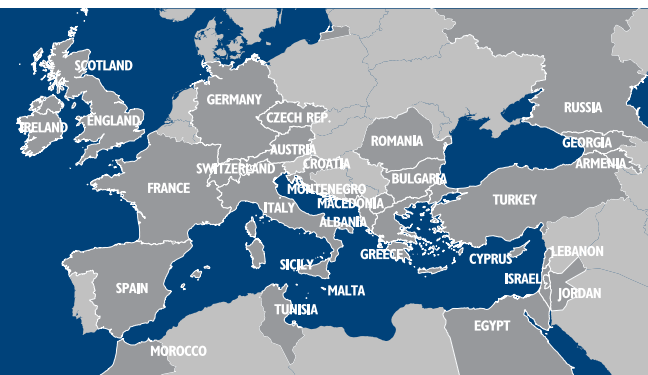 SCOTLAND
IRELAND
ENGLAND
GERMANY
CZECH REP.
RUSSIA
AUSTRIA
ROMANIA
GEORGIA
SWITZERLAND
CROATIA
ARMENIA
FRANCE
MONTENEGRO
BULGARIA
MACEDONIA
TURKEY
ITALY
ALBANIA
GREECE
CYPRUS
LEBANON
SICILY
ISRAEL
SPAIN
MALTA
JORDAN
TUNISIA
EGYPT
MOROCCO